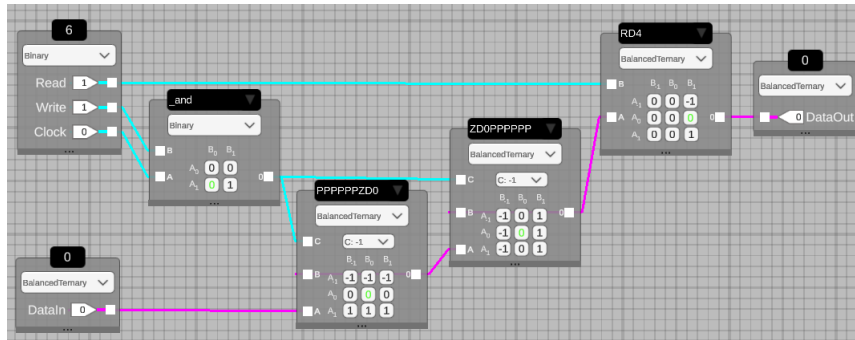 6
Binary
Read 1
Write 1
Clock 0
_and
Binary
B
A
B₀ B₁
A₀ 0 0
A₁ 0 1
0
0
BalancedTernary
DataIn 0
PPPPPPZD0
BalancedTernary
C
C: -1
B
A
B-1 B₀ B₁
A-1 -1 -1 -1
A₀ 0 0 0
A₁ 1 1 1
0
ZD0PPPPPP
BalancedTernary
C
C: -1
B
A
B-1 B₀ B₁
A-1 -1 0 1
A₀ -1 0 1
A₁ -1 0 1
0
RD4
BalancedTernary
B
A
B-1 B₀ B₁
A-1 0 0 -1
A₀ 0 0 0
A₁ 0 0 1
0
0
BalancedTernary
0 DataOut